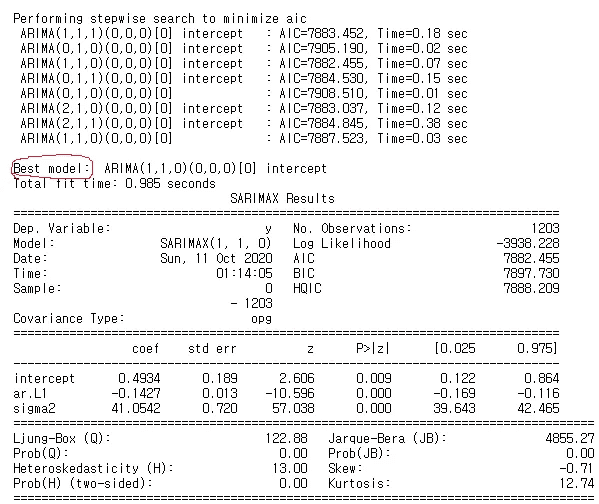 Performing stepwise search to minimize aic
ARIMA(1,1,1)(0,0,0)[0] intercept : AIC=7883.452, Time=0.18 sec
ARIMA(0,1,0)(0,0,0)[0] intercept : AIC=7905.190, Time=0.02 sec
ARIMA(1,1,0)(0,0,0)[0] intercept : AIC=7882.455, Time=0.07 sec
ARIMA(0,1,1)(0,0,0)[0] intercept : AIC=7884.530, Time=0.15 sec
ARIMA(0,1,0)(0,0,0)[0] : AIC=7908.510, Time=0.01 sec
ARIMA(2,1,0)(0,0,0)[0] intercept : AIC=7883.037, Time=0.12 sec
ARIMA(2,1,1)(0,0,0)[0] intercept : AIC=7884.845, Time=0.38 sec
ARIMA(1,1,0)(0,0,0)[0] : AIC=7887.523, Time=0.03 sec
Best model: ARIMA(1,1,0)(0,0,0)[0] intercept
Total fit time: 0.985 seconds
SARIMAX Results
==============================================================================
Dep. Variable: y No. Observations: 1203
Model: SARIMAX(1, 1, 0) Log Likelihood -3938.228
Date: Sun, 11 Oct 2020 AIC 7882.455
Time: 01:14:05 BIC 7897.730
Sample: 0 HQIC 7888.209
- 1203
Covariance Type: opg
==============================================================================
coef std err z P>|z| [0.025 0.975]
------------------------------------------------------------------------------
intercept 0.4934 0.189 2.606 0.009 0.122 0.864
ar.L1 -0.1427 0.013 -10.596 0.000 -0.169 -0.116
sigma2 41.0542 0.720 57.038 0.000 39.643 42.465
===================================================================================
Ljung-Box (Q): 122.88 Jarque-Bera (JB): 4855.27
Prob(Q): 0.00 Prob(JB): 0.00
Heteroskedasticity (H): 13.00 Skew: -0.71
Prob(H) (two-sided): 0.00 Kurtosis: 12.74
===================================================================================